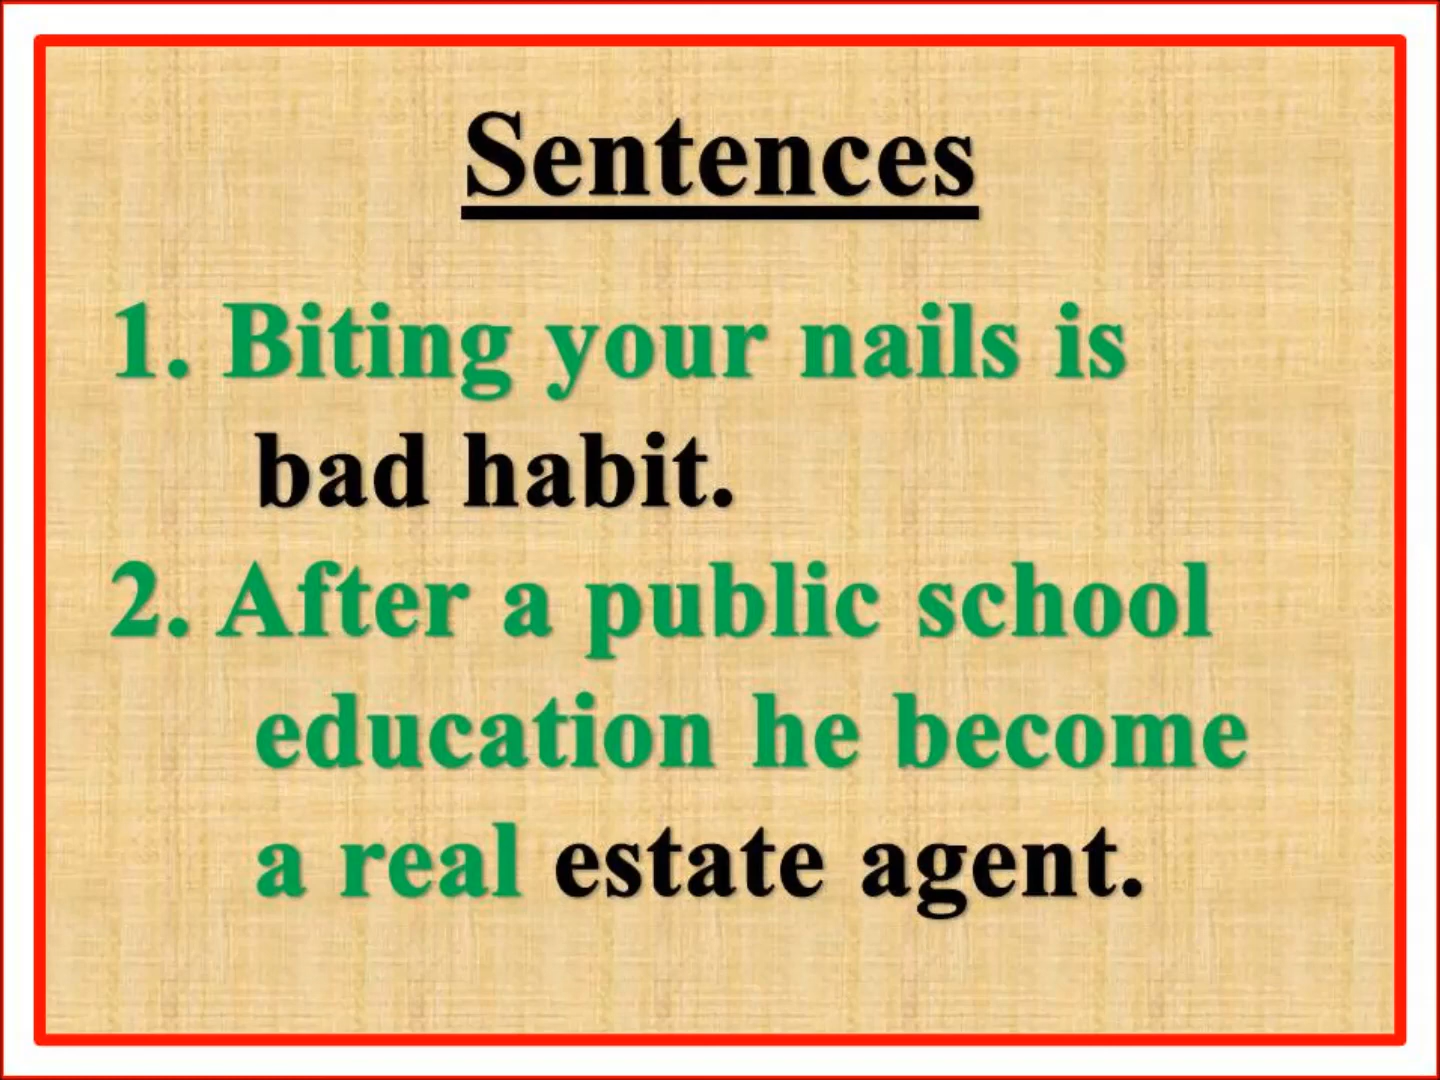 Sentences
1. Biting your nails is
bad habit.
2. After a public school
education he become
a real estate agent.